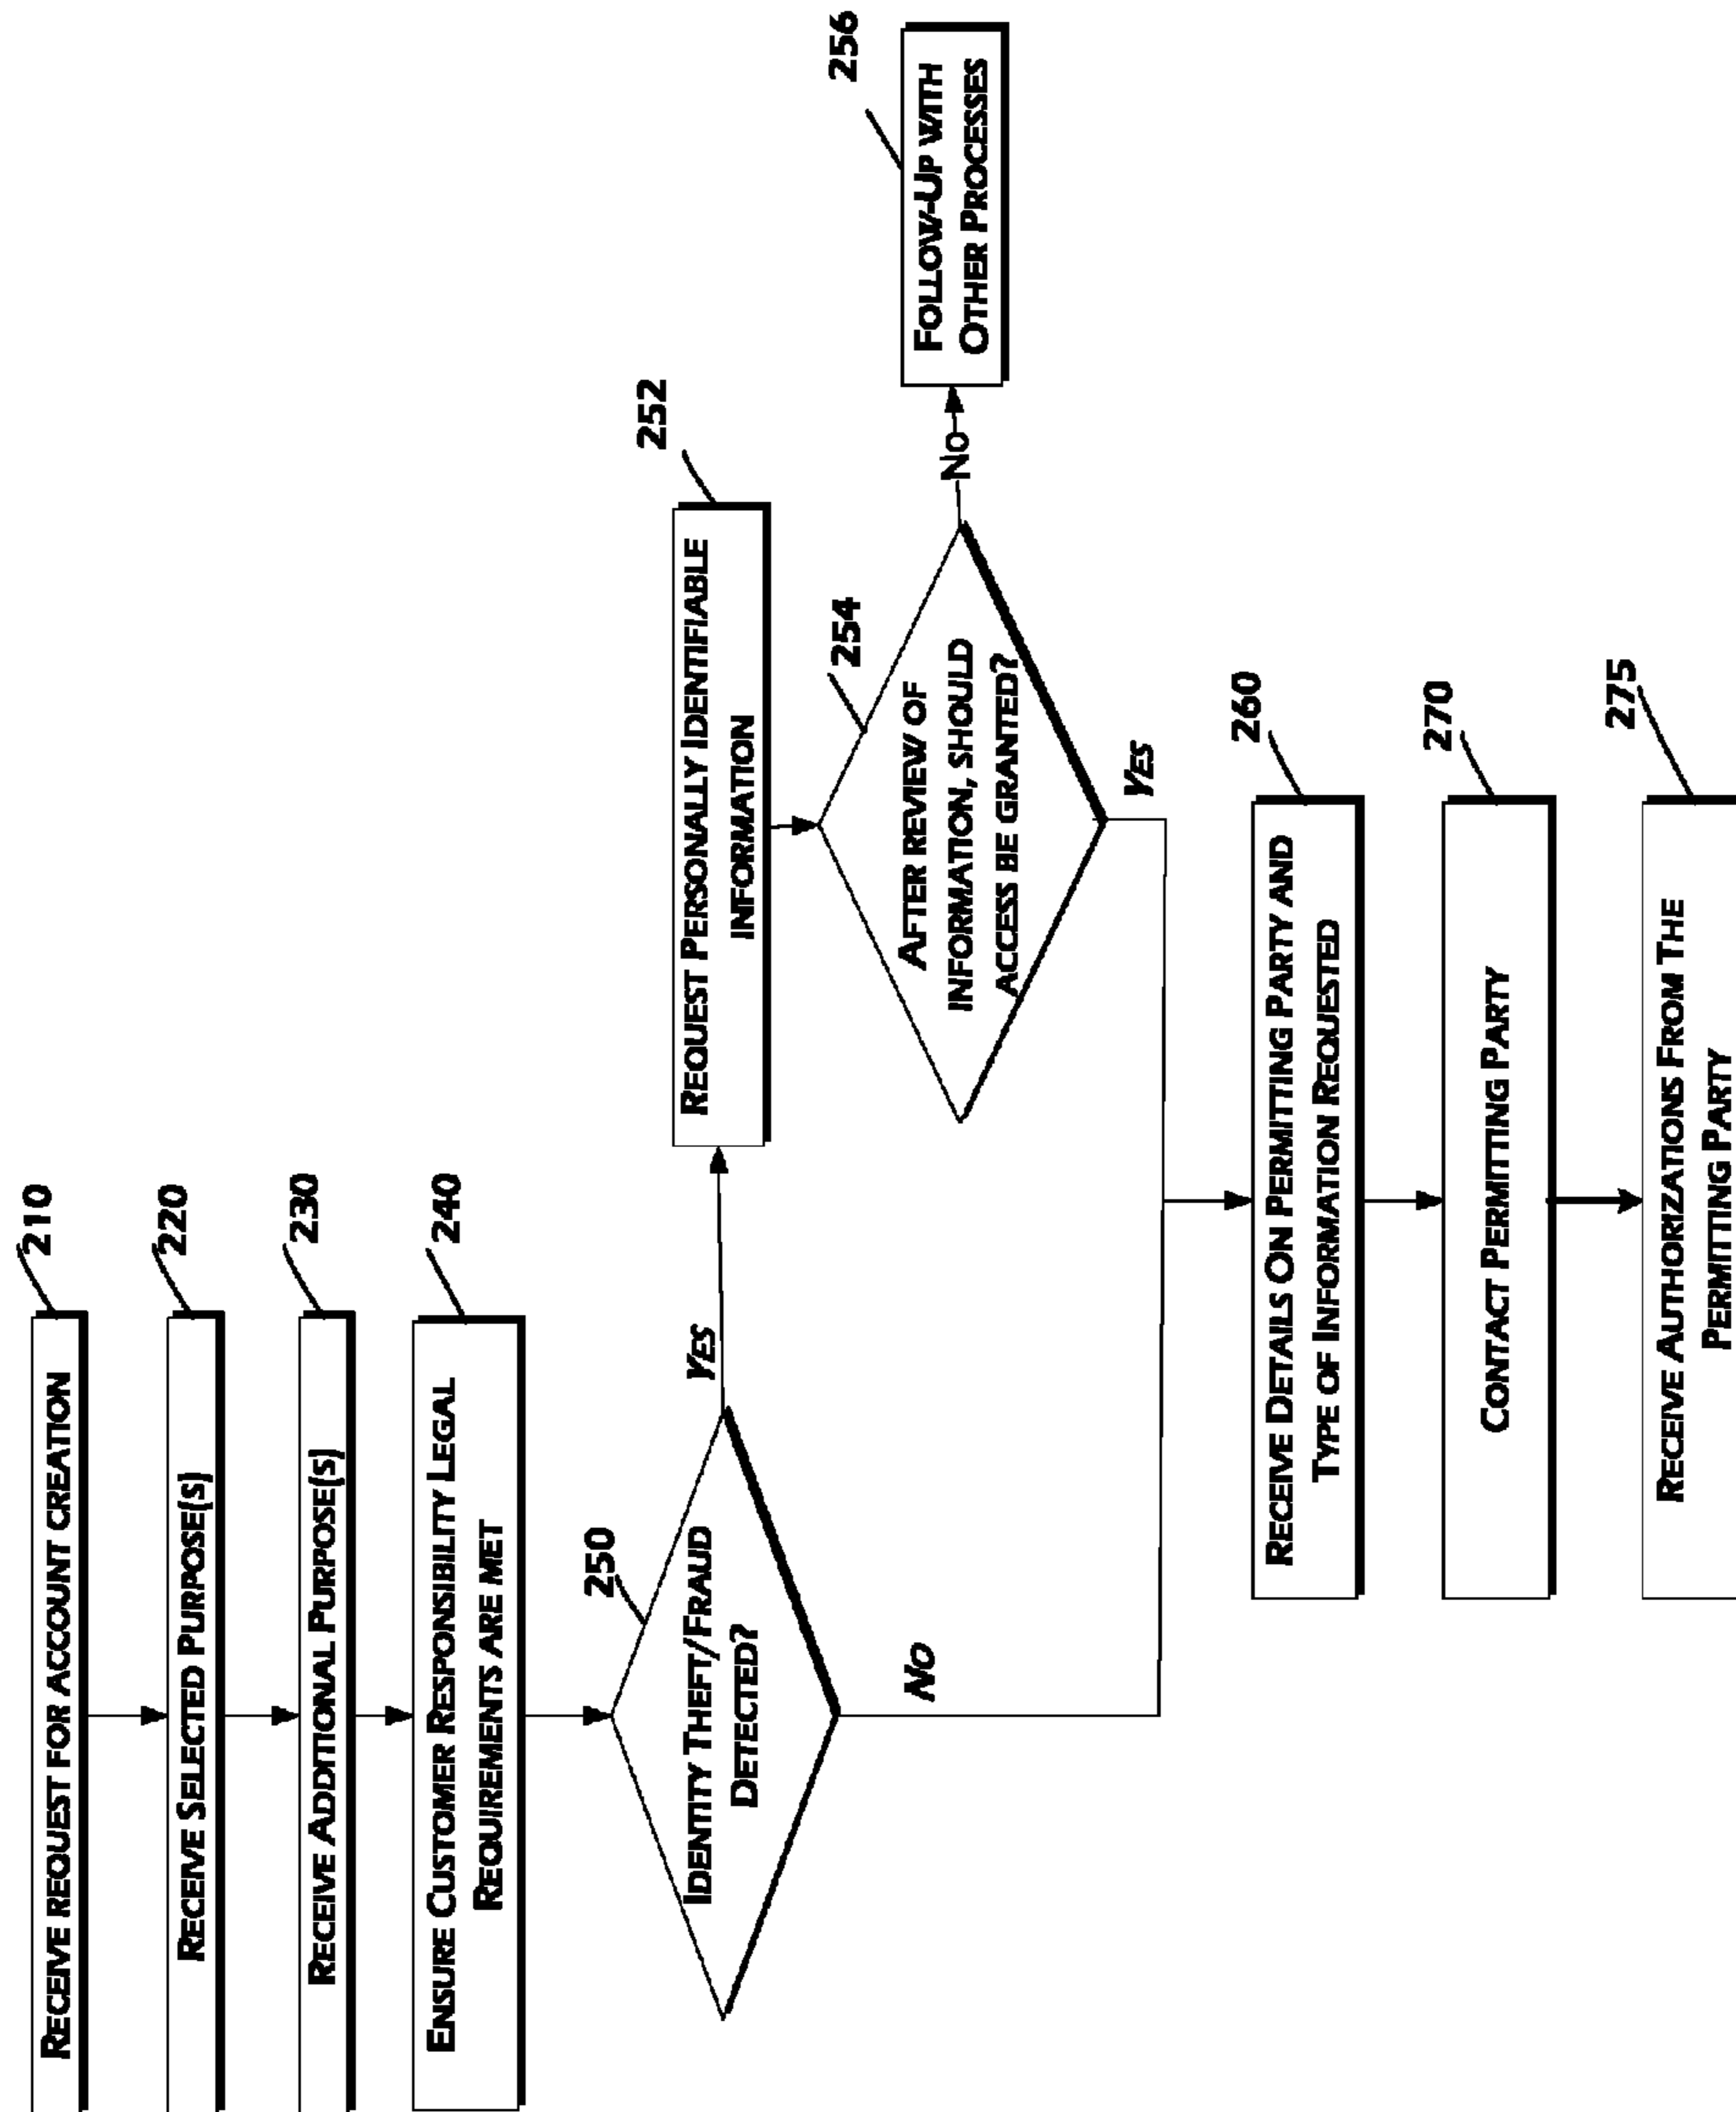 210
RECEIVE REQUEST FOR ACCOUNT CREATION
220
RECEIVE SELECTED PURPOSE(S)
230
RECEIVE ADDITIONAL PURPOSE(S)
240
ENSURE CUSTOMER RESPONSIBILITY LEGAL
REQUIREMENTS ARE MET
250
IDENTITY THEFT/FRAUD
DETECTED?
YES
NO
252
REQUEST PERSONALLY IDENTIFIABLE
INFORMATION
254
AFTER REVIEW OF
INFORMATION, SHOULD
ACCESS BE GRANTED?
NO
YES
256
FOLLOW-UP WITH
OTHER PROCESSES
260
RECEIVE DETAILS ON PERMITTING PARTY AND
TYPE OF INFORMATION REQUESTED
270
CONTACT PERMITTING PARTY
275
RECEIVE AUTHORIZATIONS FROM THE
PERMITTING PARTY